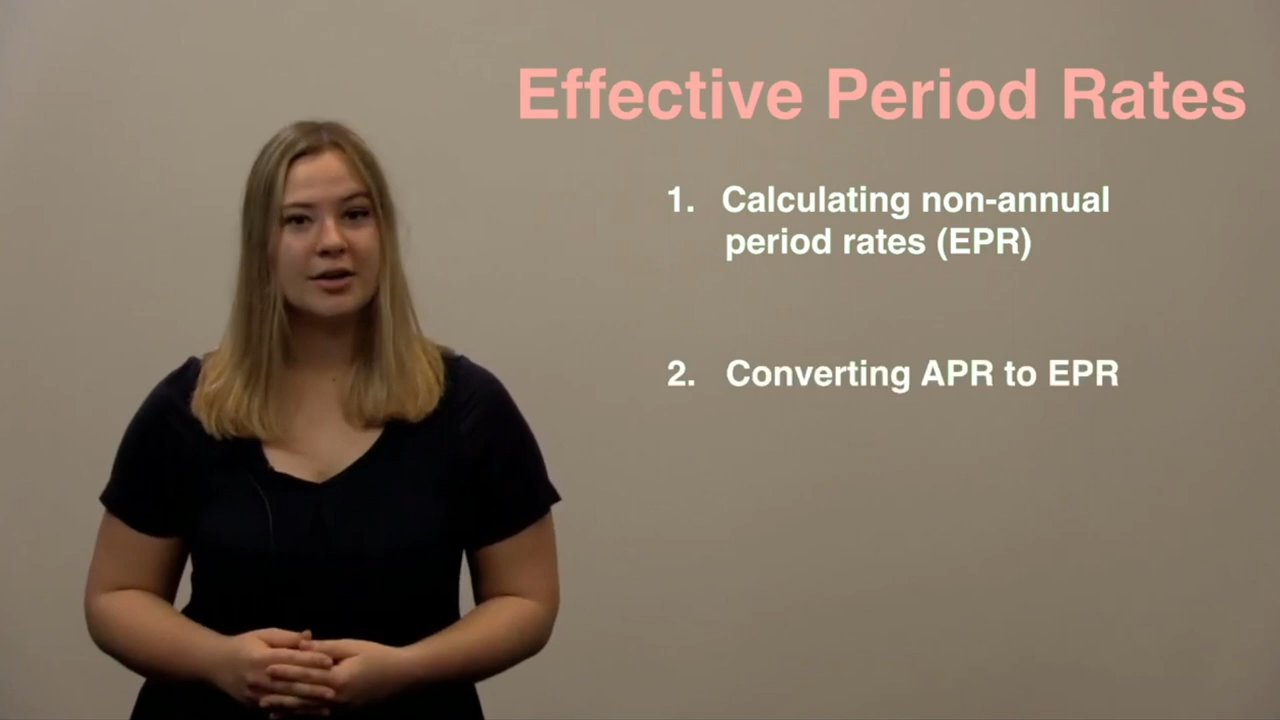 Effective Period Rates
1. Calculating non-annual
period rates (EPR)
2. Converting APR to EPR